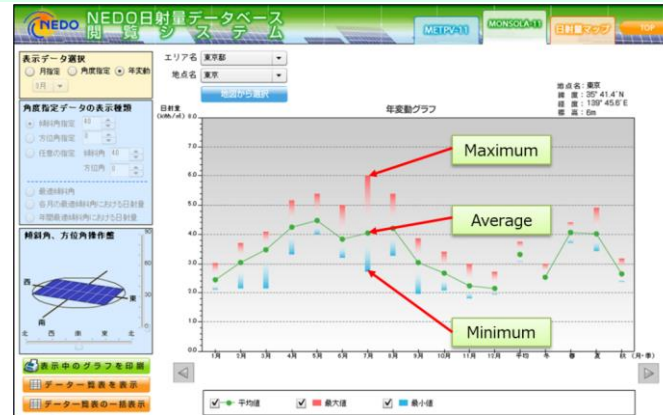 NEDO
NEDO日射量データベース
閲覧システム
METPV-11
MONSOLA-11
日射量マップ
TOP
表示データ選択
月指定
角度指定
年変動
エリア名
東京都
地点名
東京
地図から選択
地点名: 東京
緯度: 35° 41.4'N
経度: 139° 45.6'E
標高: 6m
角度指定データの表示種類
傾斜角指定
方位角指定
任意の指定
傾斜角
方位角
最適傾斜角
各月の最適傾斜角における日射量
年間最適傾斜角における日射量
日射量
年変動グラフ
8.0
7.0
6.0
5.0
4.0
3.0
2.0
1.0
0.0
Maximum
Average
Minimum
1月 2月 3月 4月 5月 6月 7月 8月 9月 10月 11月 12月 平均 冬 春 夏 秋 (月・季)
傾斜角、方位角操作盤
90
60
30
0
西
東
南
北 西 南 東 北
表示中のグラフを印刷
データ一覧表を表示
データ一覧表の一括表示
平均値
最大値
最小値